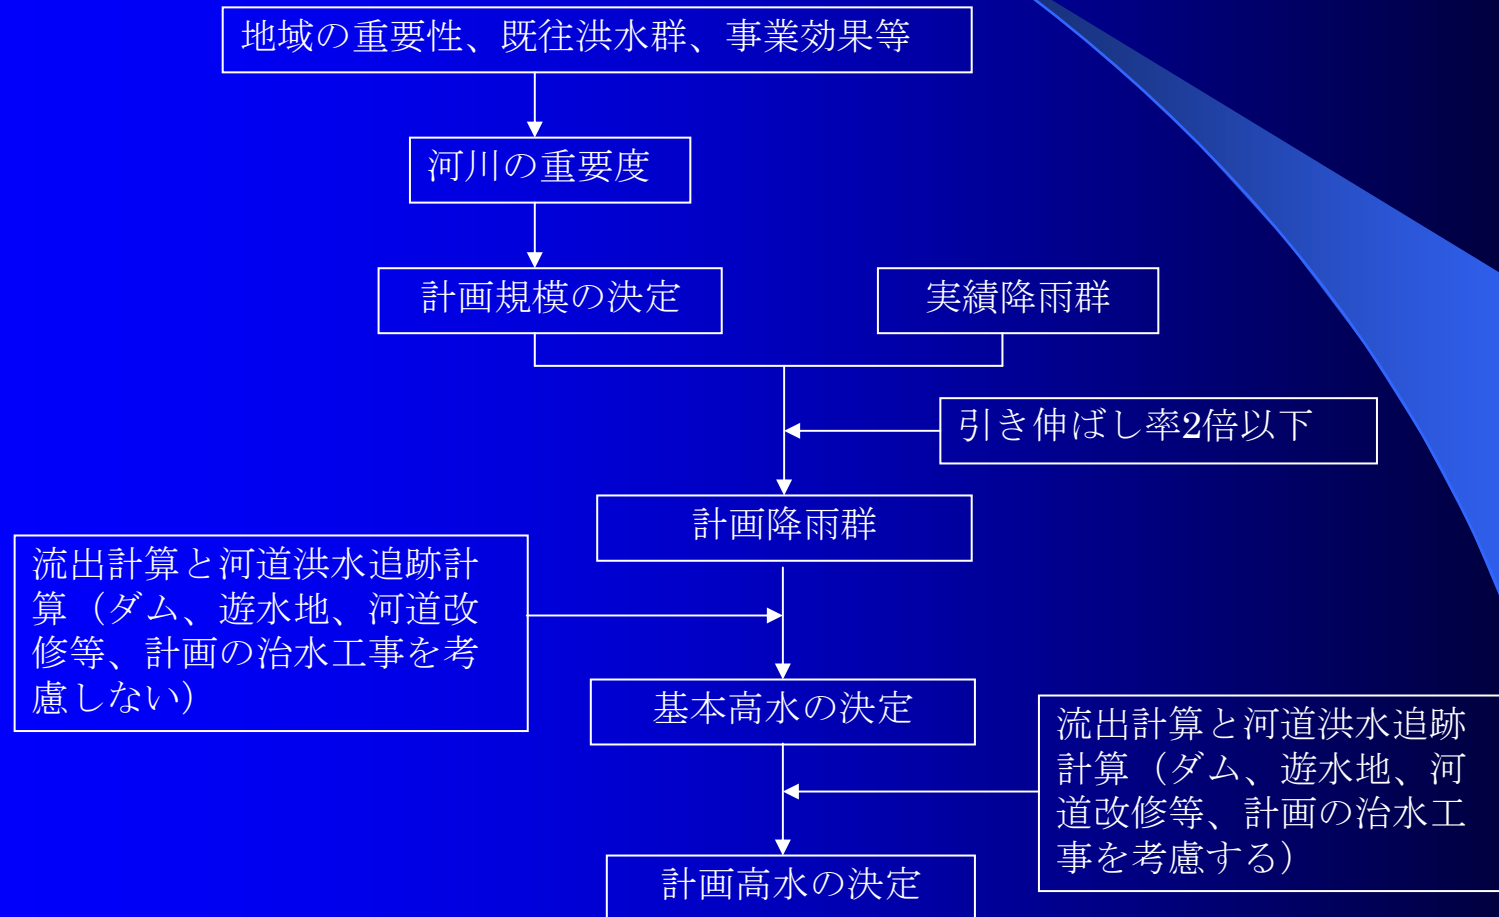 地域の重要性、既往洪水群、事業効果等
河川の重要度
計画規模の決定
実績降雨群
引き伸ばし率2倍以下
計画降雨群
流出計算と河道洪水追跡計
算（ダム、遊水地、河道改
修等、計画の治水工事を考
慮しない）
基本高水の決定
流出計算と河道洪水追跡
計算（ダム、遊水地、河
道改修等、計画の治水工
事を考慮する）
計画高水の決定